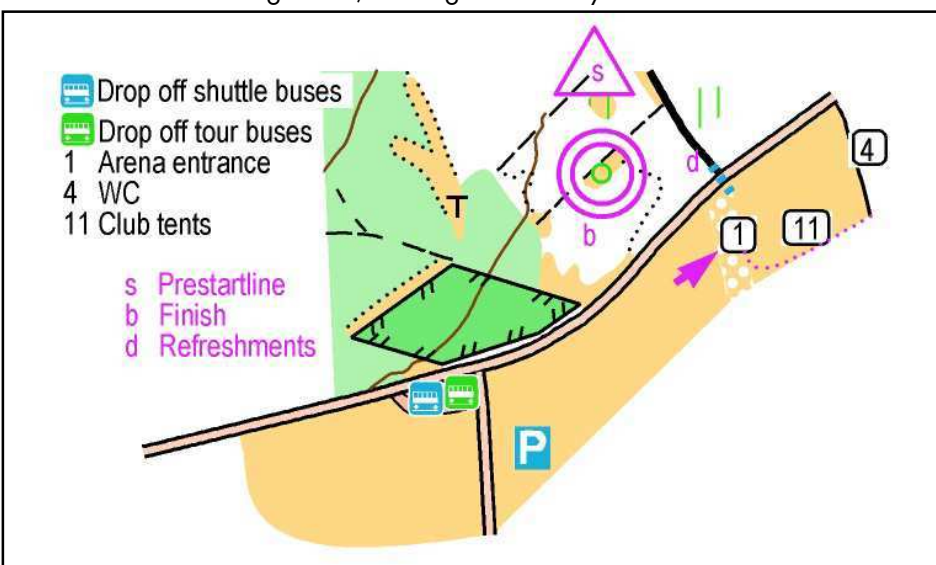 Drop off shuttle buses
Drop off tour buses
1 Arena entrance
4 WC
11 Club tents
s Prestartline
b Finish
d Refreshments
s
d
4
T
b
1
11
P